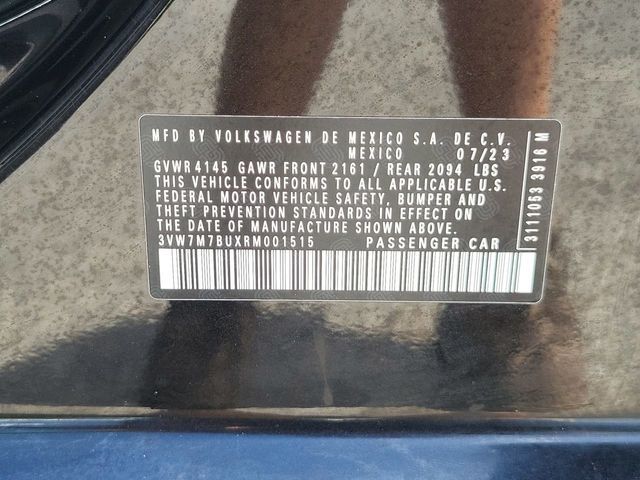 MFD BY VOLKSWAGEN DE MEXICO S.A. DE C.V.
MEXICO 07/23
GVWR 4145 GAWR FRONT 2161 / REAR 2094 LBS
THIS VEHICLE CONFORMS TO ALL APPLICABLE U.S.
FEDERAL MOTOR VEHICLE SAFETY, BUMPER AND
THEFT PREVENTION STANDARDS IN EFFECT ON
THE DATE OF MANUFACTURE SHOWN ABOVE
3VW7M7BUXRM001515 PASSENGER CAR
3111053 3916 M